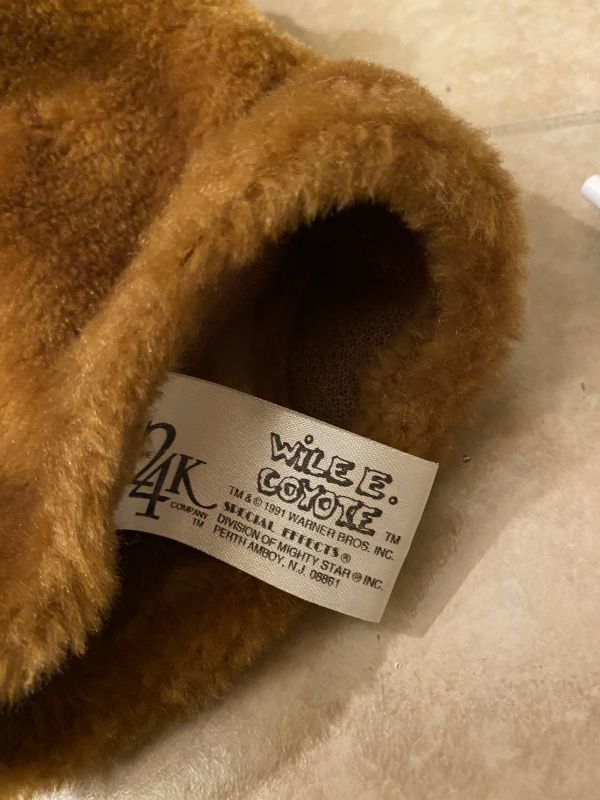 24K
COMPANY
TM
WILE E.
COYOTE TM
TM & © 1991 WARNER BROS. INC.
SPECIAL EFFECTS ®
DIVISION OF MIGHTY STAR ® INC.
PERTH AMBOY, N.J. 08861